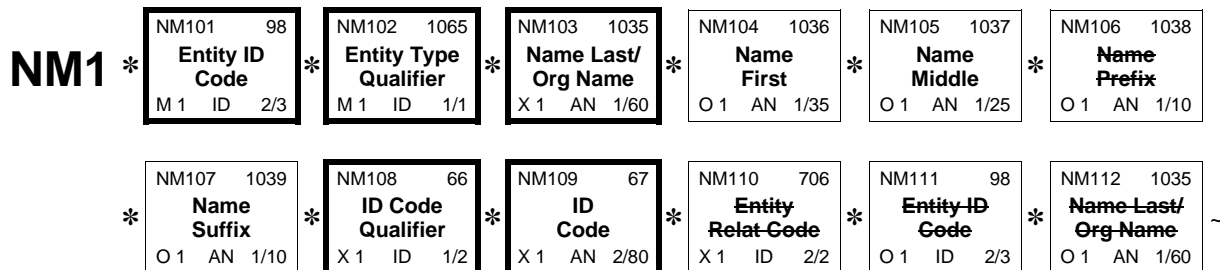 NM101 98 NM102 1065 NM103 1035 NM104 1036 NM105 1037 NM106 1038
NM1 * Entity ID * Entity Type * Name Last/ * Name * Name * Name
Code Qualifier Org Name First Middle Prefix
M 1 ID 2/3 M 1 ID 1/1 X 1 AN 1/60 O 1 AN 1/35 O 1 AN 1/25 O 1 AN 1/10
NM107 1039 NM108 66 NM109 67 NM110 706 NM111 98 NM112 1035
* Name * ID Code * ID * Entity * Entity ID * Name Last/ ~
Suffix Qualifier Code Relat Code Code Org Name
O 1 AN 1/10 X 1 ID 1/2 X 1 AN 2/80 X 1 ID 2/2 O 1 ID 2/3 O 1 AN 1/60